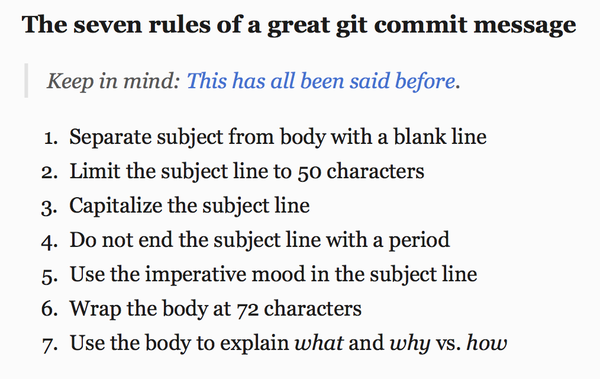 The seven rules of a great git commit message
Keep in mind: This has all been said before.
1. Separate subject from body with a blank line
2. Limit the subject line to 50 characters
3. Capitalize the subject line
4. Do not end the subject line with a period
5. Use the imperative mood in the subject line
6. Wrap the body at 72 characters
7. Use the body to explain what and why vs. how